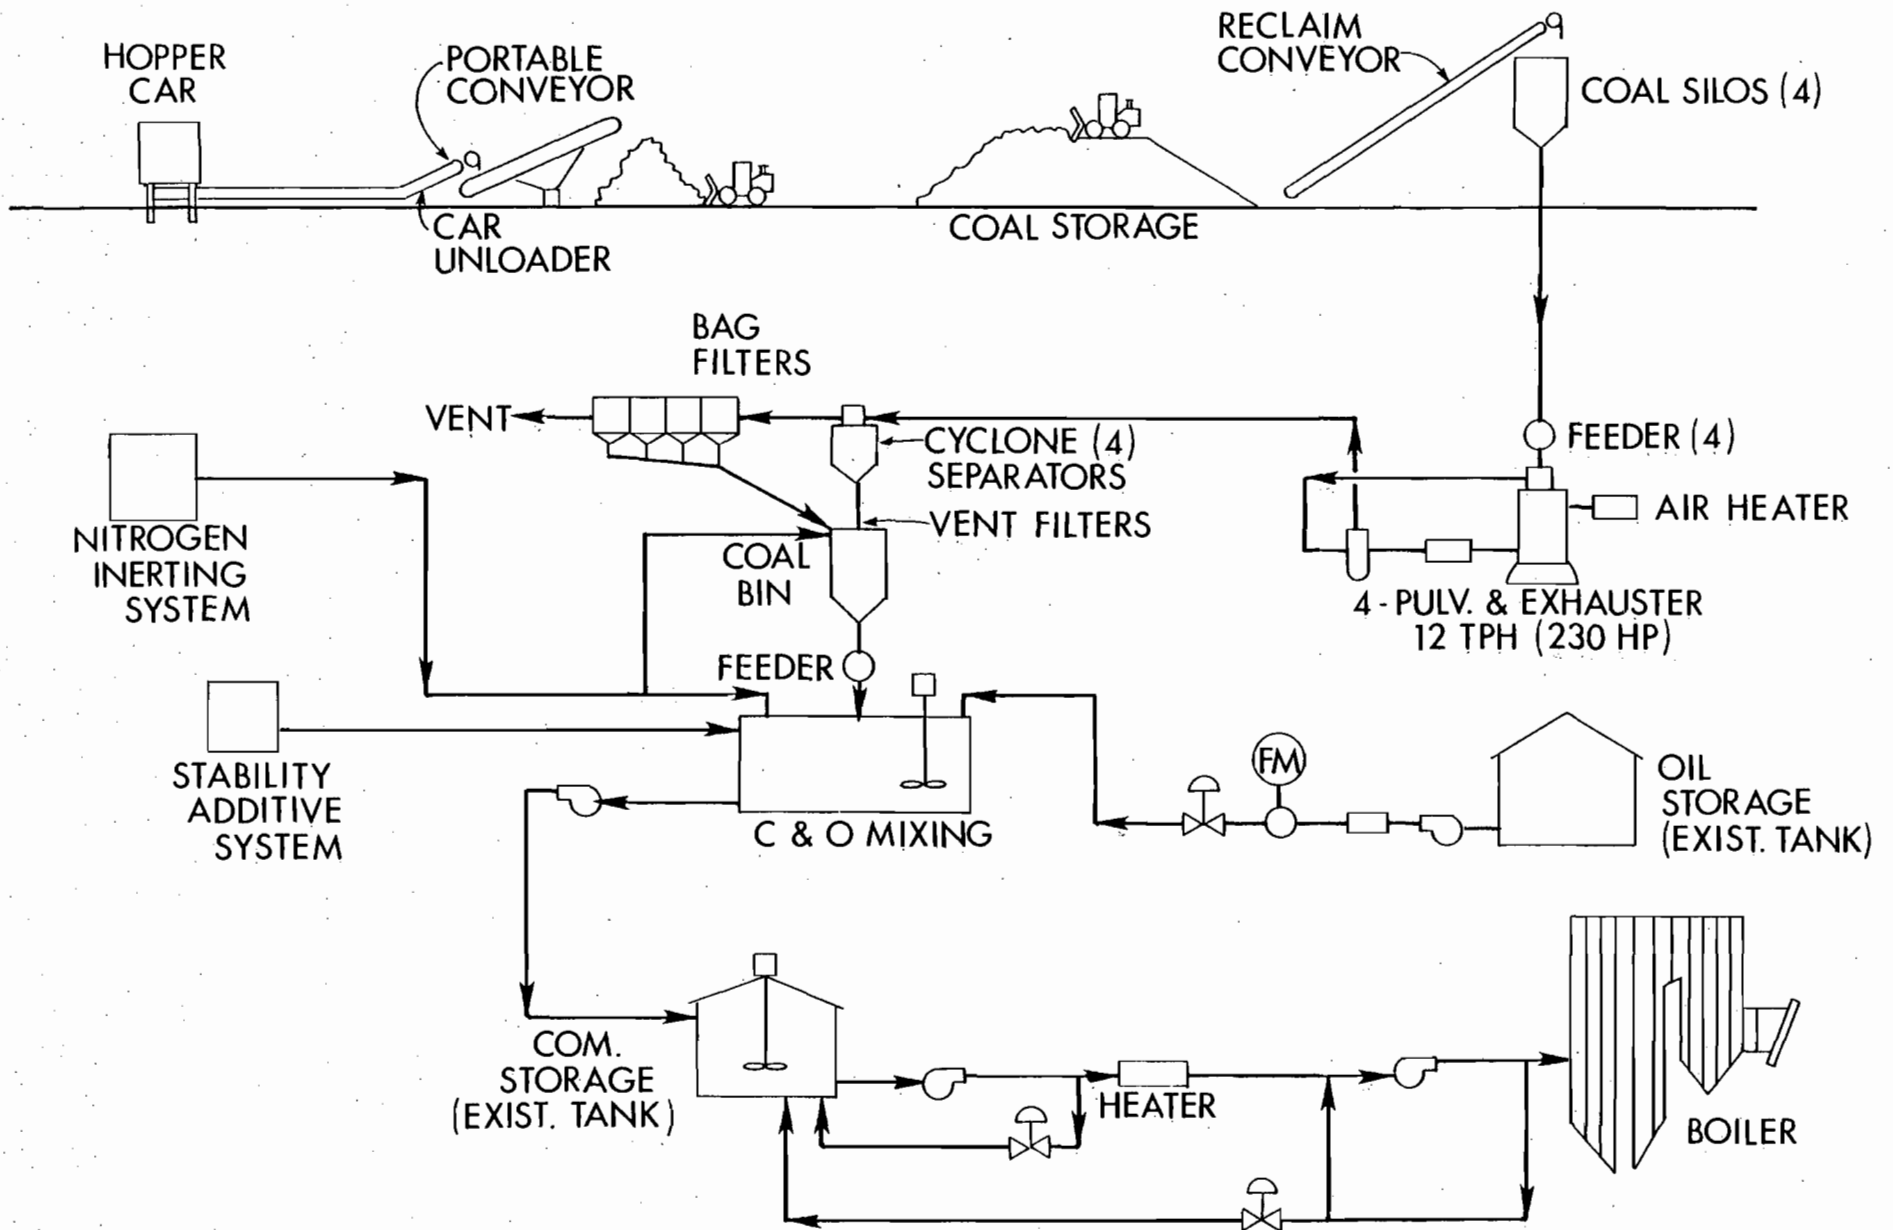 HOPPER
CAR
PORTABLE
CONVEYOR
RECLAIM
CONVEYOR
COAL SILOS (4)
CAR
UNLOADER
COAL STORAGE
BAG
FILTERS
VENT
CYCLONE (4)
SEPARATORS
FEEDER (4)
VENT FILTERS
AIR HEATER
NITROGEN
INERTING
SYSTEM
COAL
BIN
4-PULV. & EXHAUSTER
12 TPH (230 HP)
FEEDER
STABILITY
ADDITIVE
SYSTEM
FM
OIL
STORAGE
(EXIST. TANK)
C & O MIXING
COM.
STORAGE
(EXIST. TANK)
HEATER
BOILER